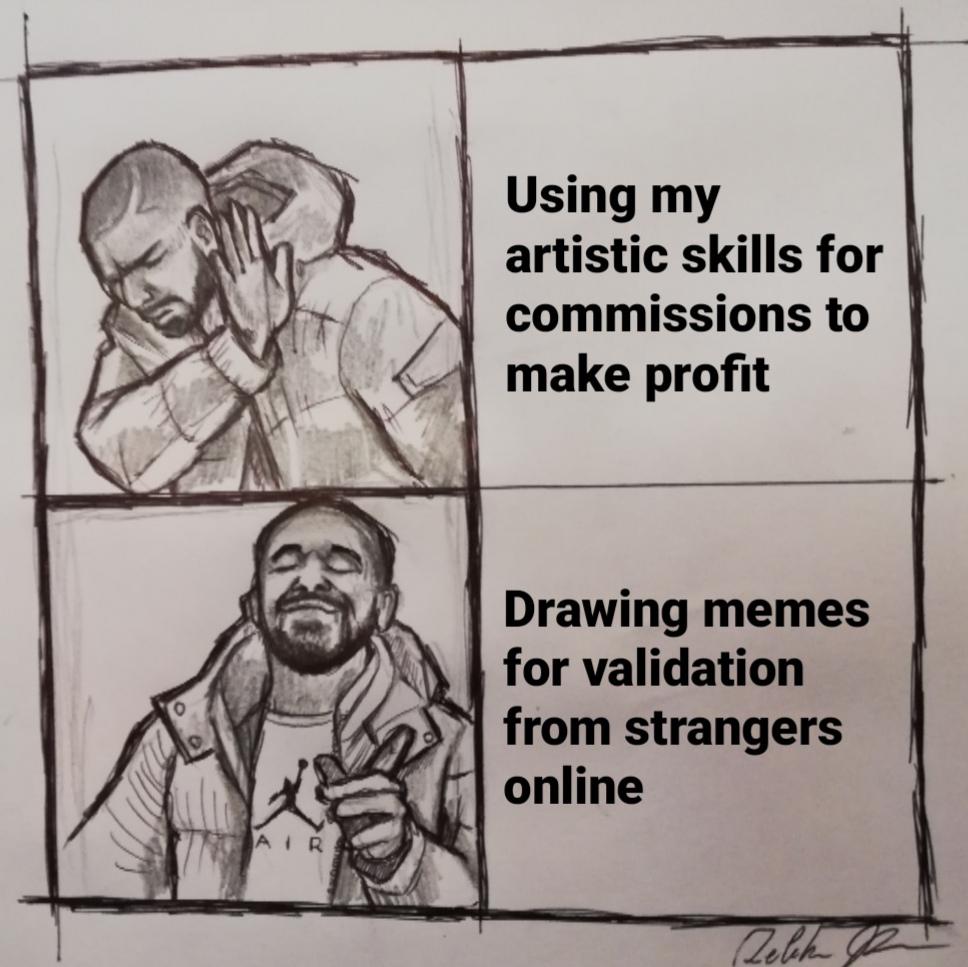 Using my
artistic skills for
commissions to
make profit
AIR
Drawing memes
for validation
from strangers
online